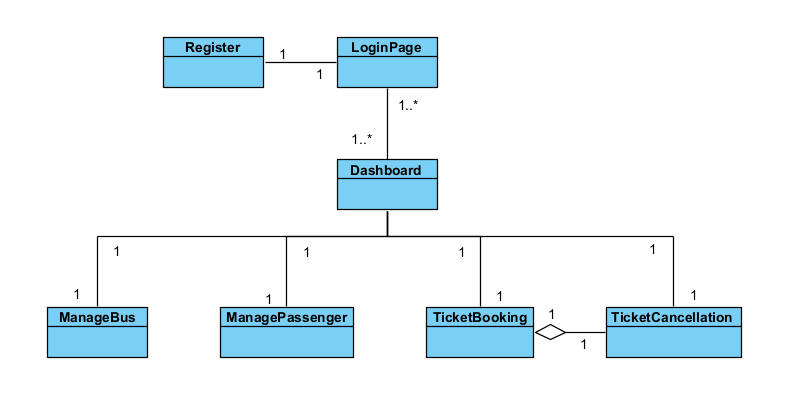 Register
LoginPage
1
1
1..*
1..*
Dashboard
1
1
1
1
1
1
1
1
ManageBus
ManagePassenger
TicketBooking
TicketCancellation
1
1